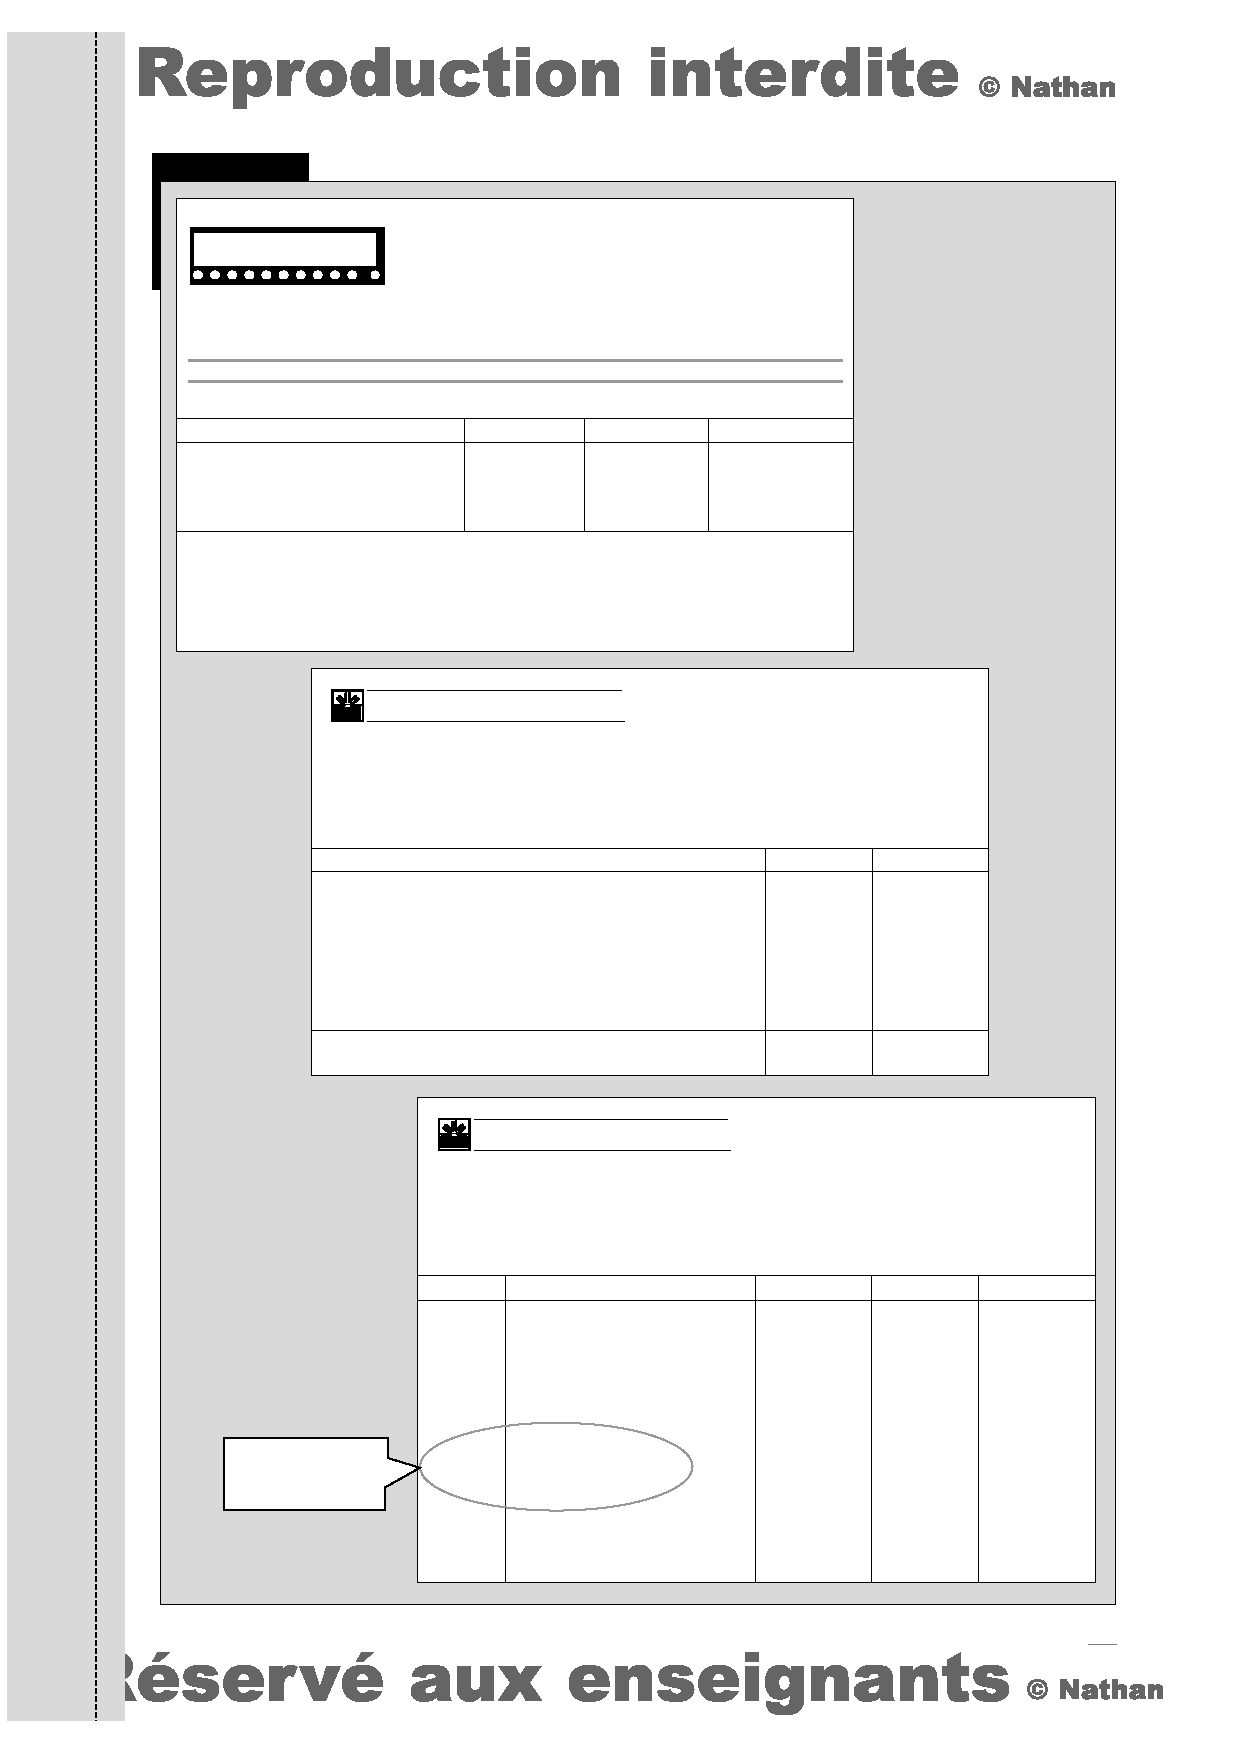 Reproduction interdite © Nathan
Réservé aux enseignants © Nathan